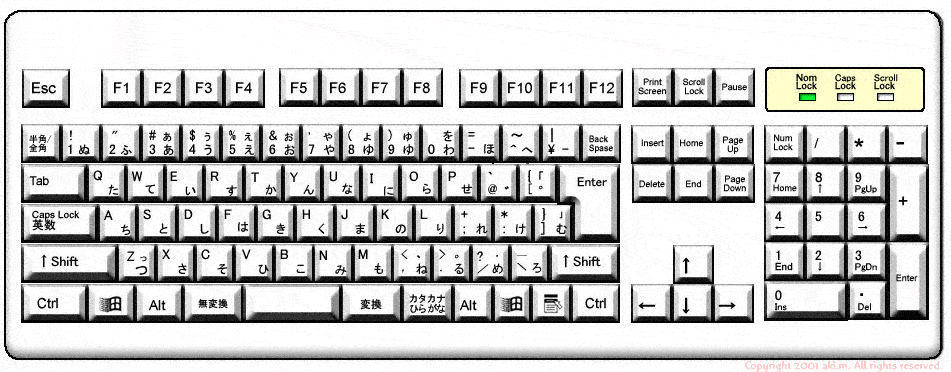 Esc F1 F2 F3 F4 F5 F6 F7 F8 F9 F10 F11 F12 Print Screen Scroll Lock Pause Nom Lock Caps Lock Scroll Lock
半角/全角 ! 1 ぬ " 2 ふ # ぁ 3 あ $ ぅ 4 う % ぇ 5 え & ぉ 6 お ' ゃ 7 や ( ょ 8 ゆ ) ゅ 9 ゆ を 0 わ = - ほ 〜 ^ へ | ¥ - Back Spase Insert Home Page Up Num Lock / * -
Tab Q た W て E い R す T か Y ん U な I に O ら P せ ` @ ゛ { 「 [ ゜ Enter Delete End Page Down 7 Home 8 ↑ 9 PgUp +
Caps Lock 英数 A ち S と D し F は G き H く J ま K の L り + ; れ * : け } 」 ] む 4 ← 5 6 →
↑ Shift Z っ つ X さ C そ V ひ B こ N み M も < 、 , ね > 。 . る ? ・ / め _ \ ろ ↑ Shift ↑ 1 End 2 ↓ 3 PgDn Enter
Ctrl Alt 無変換 変換 カタカナ ひらがな Alt Ctrl ← ↓ → 0 Ins . Del
Copyright 2001 aki.m. All rights reserved.